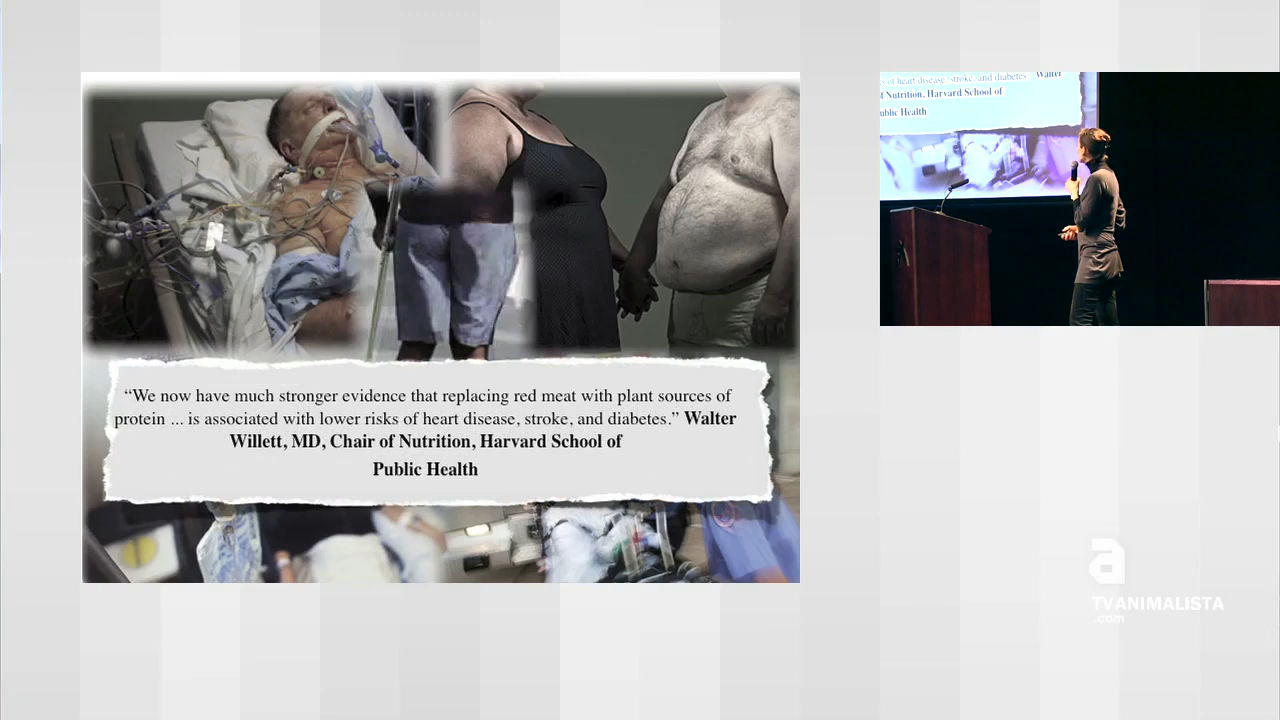 “We now have much stronger evidence that replacing red meat with plant sources of
protein ... is associated with lower risks of heart disease, stroke, and diabetes.” Walter
Willett, MD, Chair of Nutrition, Harvard School of
Public Health
of heart disease, stroke, and diabetes.” Walter
Nutrition, Harvard School of
ublic Health
a
TVANIMALISTA
.com